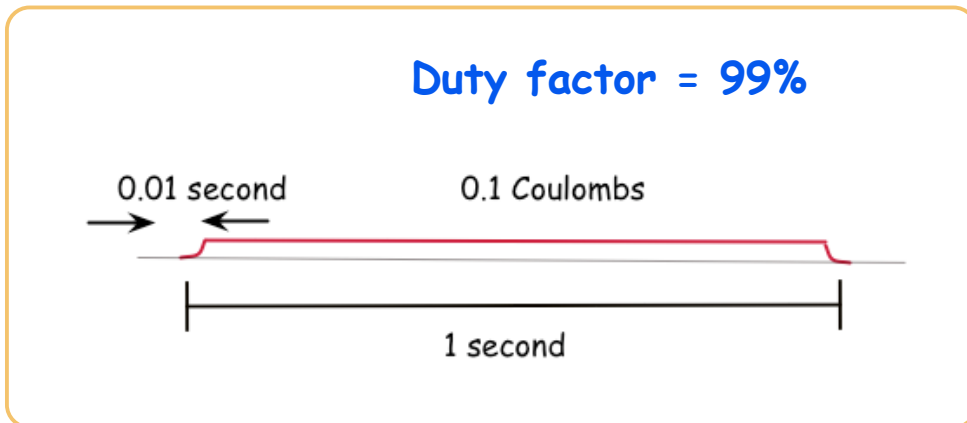 Duty factor = 99%
0.01 second 0.1 Coulombs
1 second